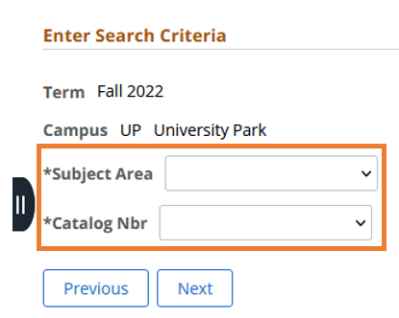 Enter Search Criteria
Term Fall 2022
Campus UP University Park
*Subject Area
*Catalog Nbr
Previous Next